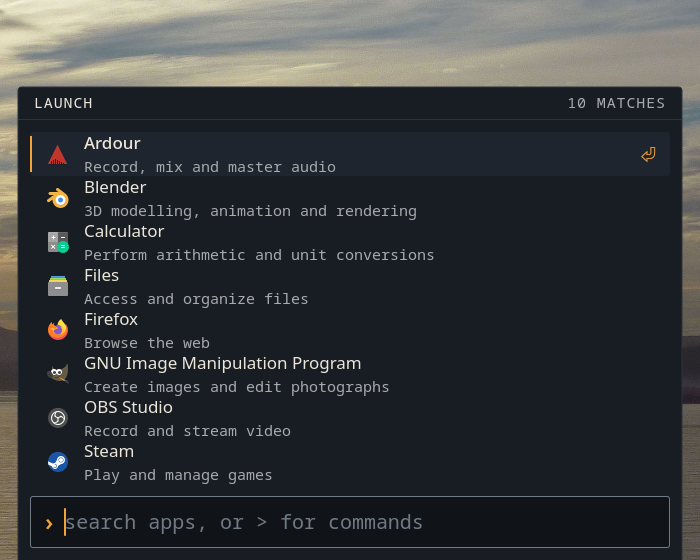 LAUNCH
10 MATCHES
Ardour
Record, mix and master audio
Blender
3D modelling, animation and rendering
Calculator
Perform arithmetic and unit conversions
Files
Access and organize files
Firefox
Browse the web
GNU Image Manipulation Program
Create images and edit photographs
OBS Studio
Record and stream video
Steam
Play and manage games
› search apps, or > for commands